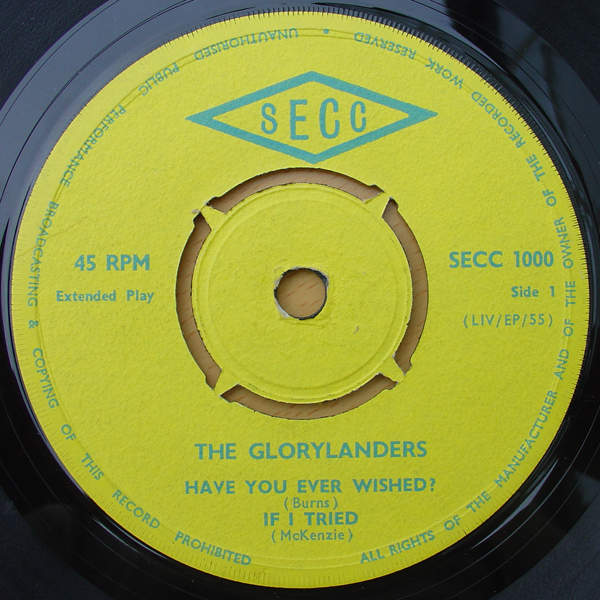 SECC
45 RPM
Extended Play
SECC 1000
Side 1
(LIV/EP/55)
THE GLORYLANDERS
HAVE YOU EVER WISHED?
(Burns)
IF I TRIED
(McKenzie)
ALL RIGHTS OF THE MANUFACTURER AND OF THE OWNER OF THE RECORDED WORK RESERVED • UNAUTHORISED PUBLIC PERFORMANCE BROADCASTING & COPYING OF THIS RECORD PROHIBITED